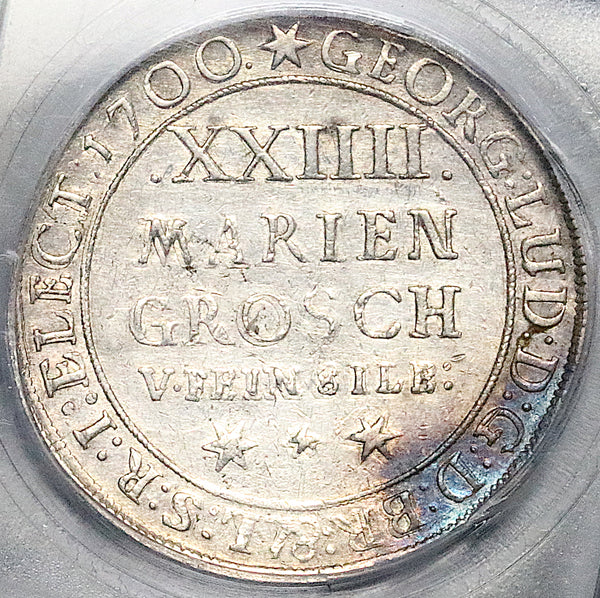 GEORG:LUD:D:G:D:BR:&L:S:R:I:ELECT:1700.
.XXIIII.
MARIEN
GROSCH
V·FEIN SILB: